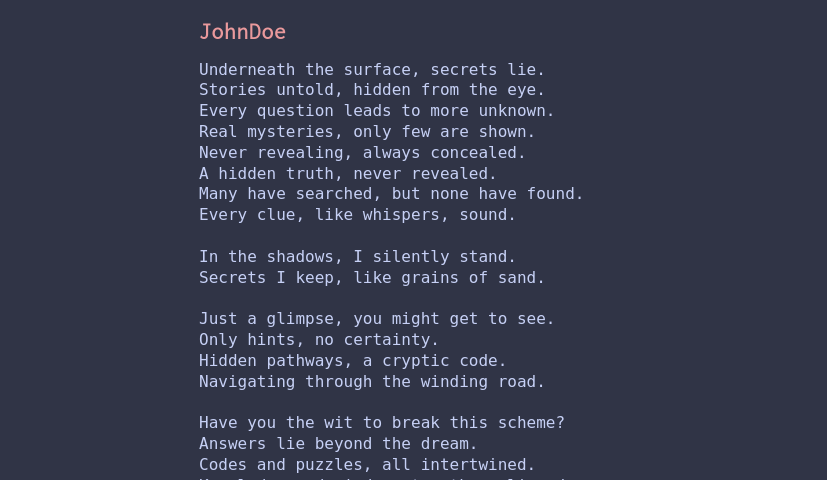 JohnDoe
Underneath the surface, secrets lie.
Stories untold, hidden from the eye.
Every question leads to more unknown.
Real mysteries, only few are shown.
Never revealing, always concealed.
A hidden truth, never revealed.
Many have searched, but none have found.
Every clue, like whispers, sound.
In the shadows, I silently stand.
Secrets I keep, like grains of sand.
Just a glimpse, you might get to see.
Only hints, no certainty.
Hidden pathways, a cryptic code.
Navigating through the winding road.
Have you the wit to break this scheme?
Answers lie beyond the dream.
Codes and puzzles, all intertwined.